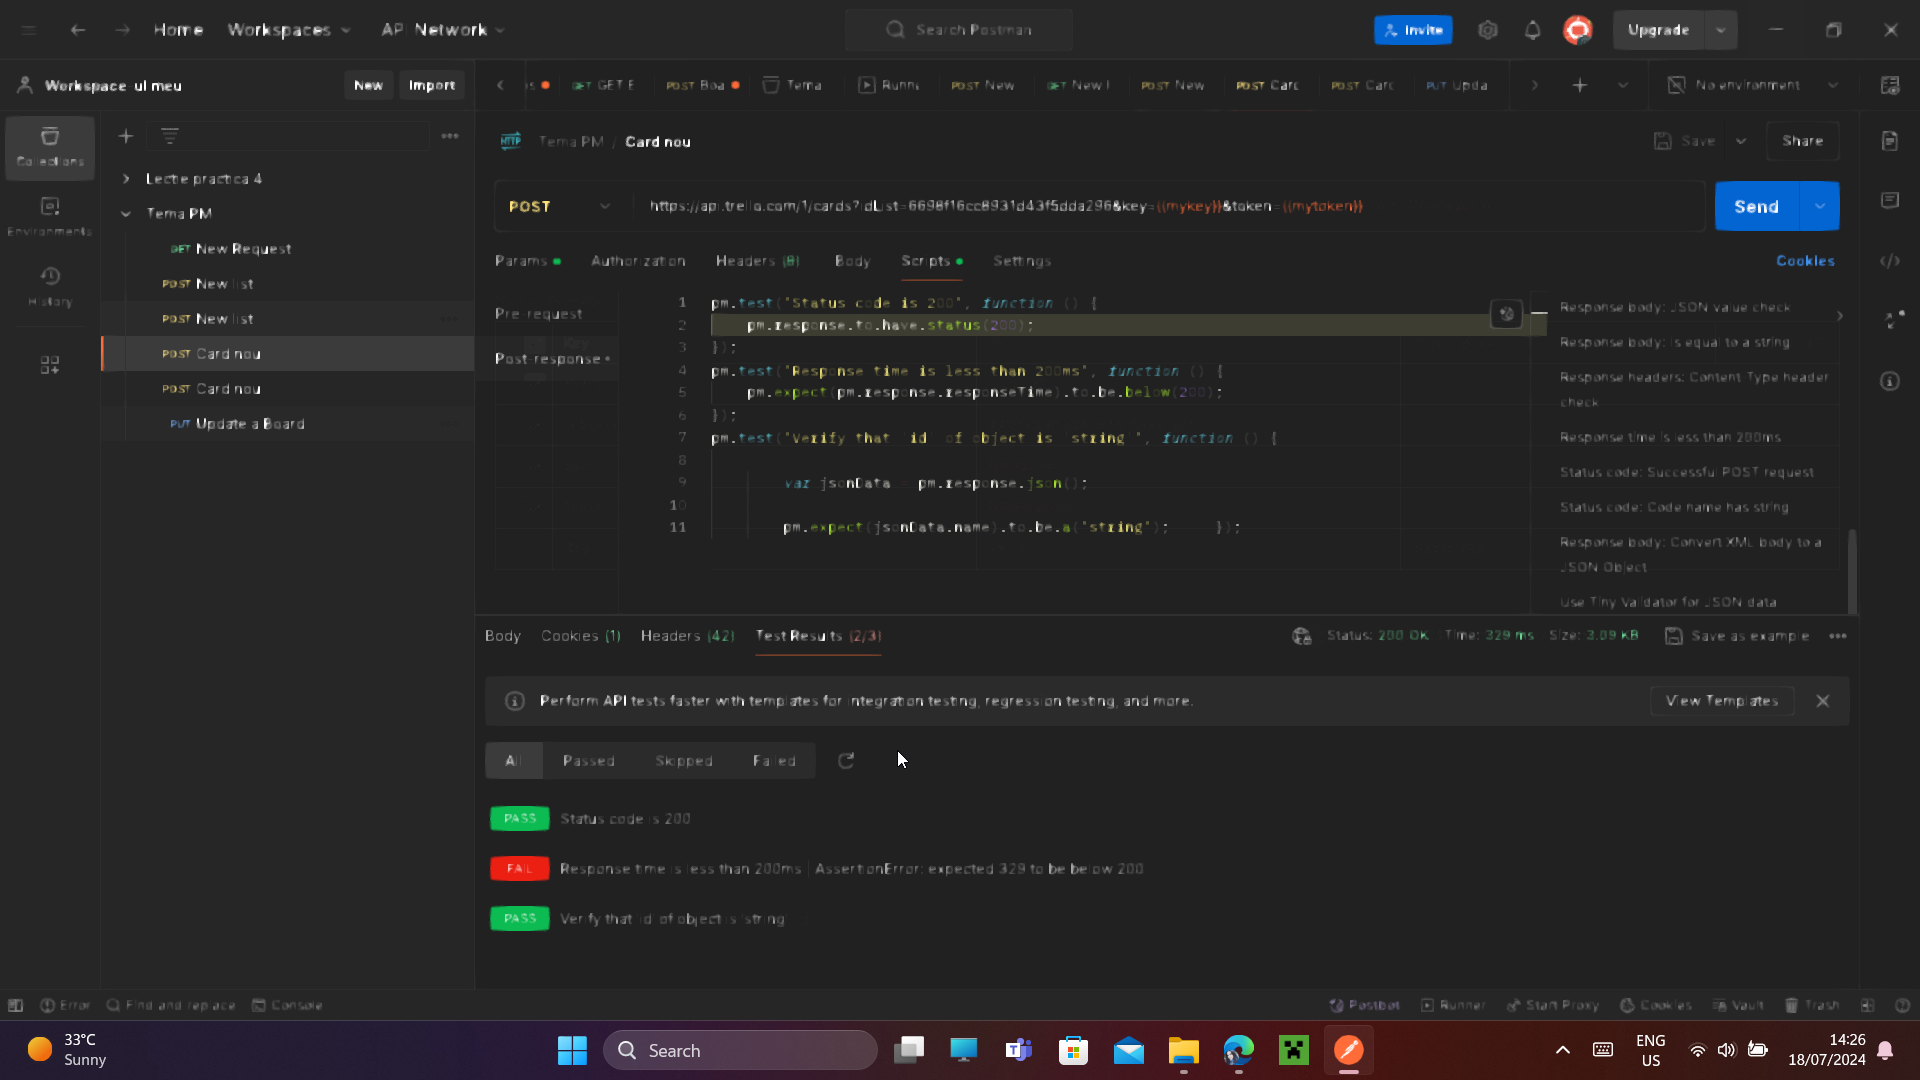 Home Workspaces API Network
Search Postman
Invite
Upgrade
Workspace-ul meu
New
Import
GET GET E
POST Boa
Tema
Runn
POST New
GET New
POST New
POST Card
POST Card
PUT Upda
No environment
Collections
Environments
History
Lectie practica 4
Tema PM
GET New Request
POST New list
POST New list
POST Card nou
POST Card nou
PUT Update a Board
HTTP Tema PM / Card nou
Save
Share
POST
https://api.trello.com/1/cards?idList=6698f16cc8931d43f5dda296&key={{mykey}}&token={{mytoken}}
Send
Params Authorization Headers (8) Body Scripts Settings
Cookies
Pre-request
Post-response
1 pm.test("Status code is 200", function () {
2 pm.response.to.have.status(200);
3 });
4 pm.test("Response time is less than 200ms", function () {
5 pm.expect(pm.response.responseTime).to.be.below(200);
6 });
7 pm.test("Verify that 'id' of object is 'string'", function () {
8
9 var jsonData = pm.response.json();
10
11 pm.expect(jsonData.name).to.be.a('string'); });
Response body: JSON value check
Response body: is equal to a string
Response headers: Content-Type header
check
Response time is less than 200ms
Status code: Successful POST request
Status code: Code name has string
Response body: Convert XML body to a
JSON Object
Use Tiny Validator for JSON data
Body Cookies (1) Headers (42) Test Results (2/3)
Status: 200 OK Time: 329 ms Size: 3.09 KB
Save as example
Perform API tests faster with templates for integration testing, regression testing, and more.
View Templates
All Passed Skipped Failed
PASS Status code is 200
FAIL Response time is less than 200ms | AssertionError: expected 329 to be below 200
PASS Verify that 'id' of object is 'string'
Error
Find and replace
Console
Postbot
Runner
Start Proxy
Cookies
Vault
Trash
33°C
Sunny
Search
ENG
US
14:26
18/07/2024